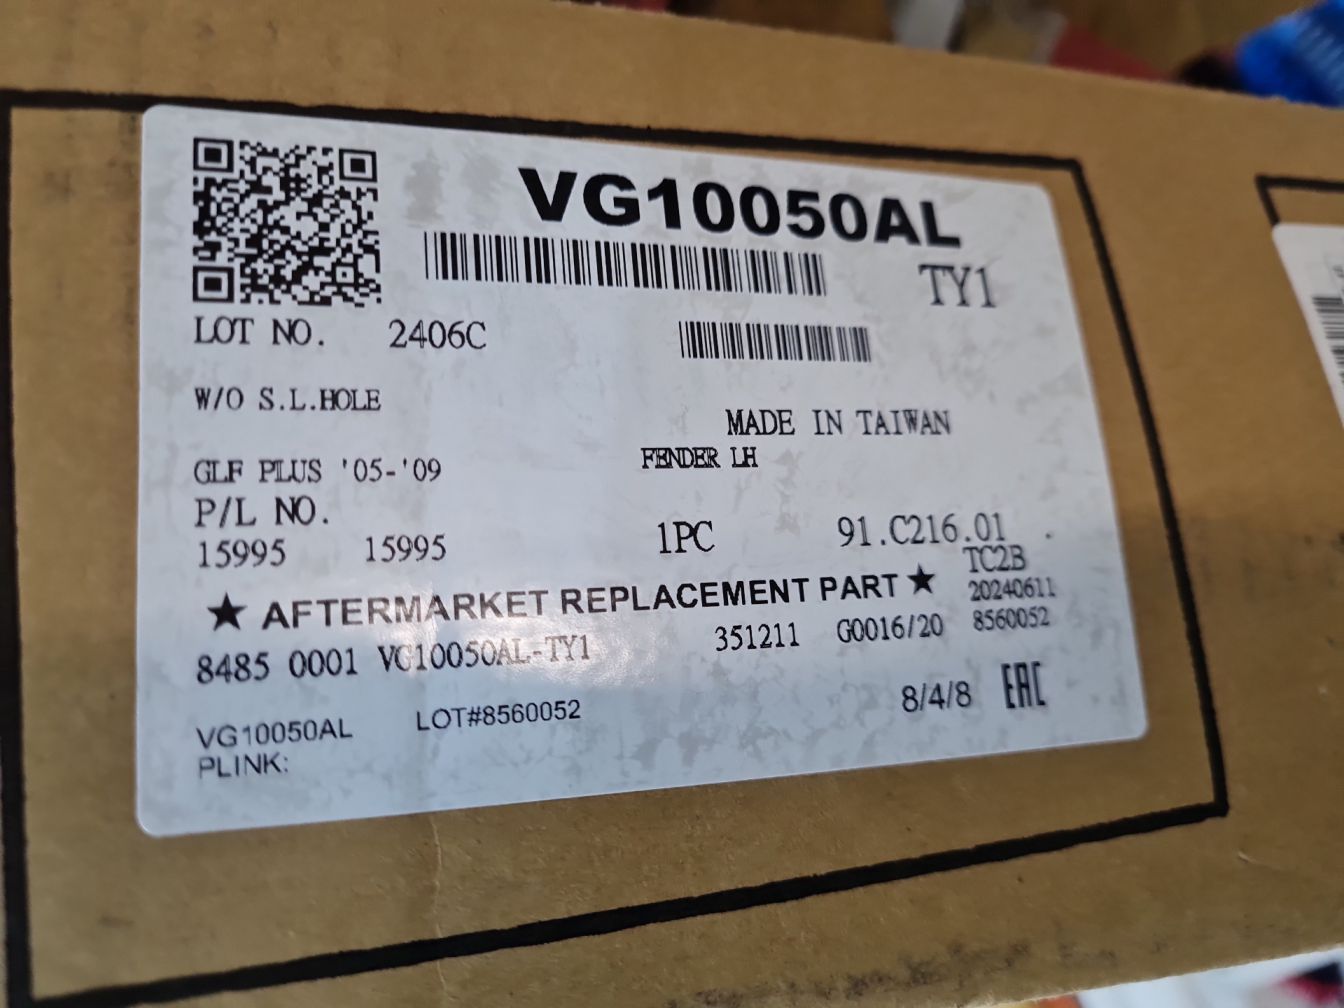 VG10050AL
TY1
LOT NO. 2406C
W/O S.L.HOLE
MADE IN TAIWAN
GLF PLUS '05-'09 FENDER LH
P/L NO.
15995 15995 1PC 91.C216.01
TC2B
★ AFTERMARKET REPLACEMENT PART ★ 20240611
8485 0001 VG10050AL-TY1 351211 G0016/20 8560052
VG10050AL LOT#8560052 8/4/8 EAC
PLINK: